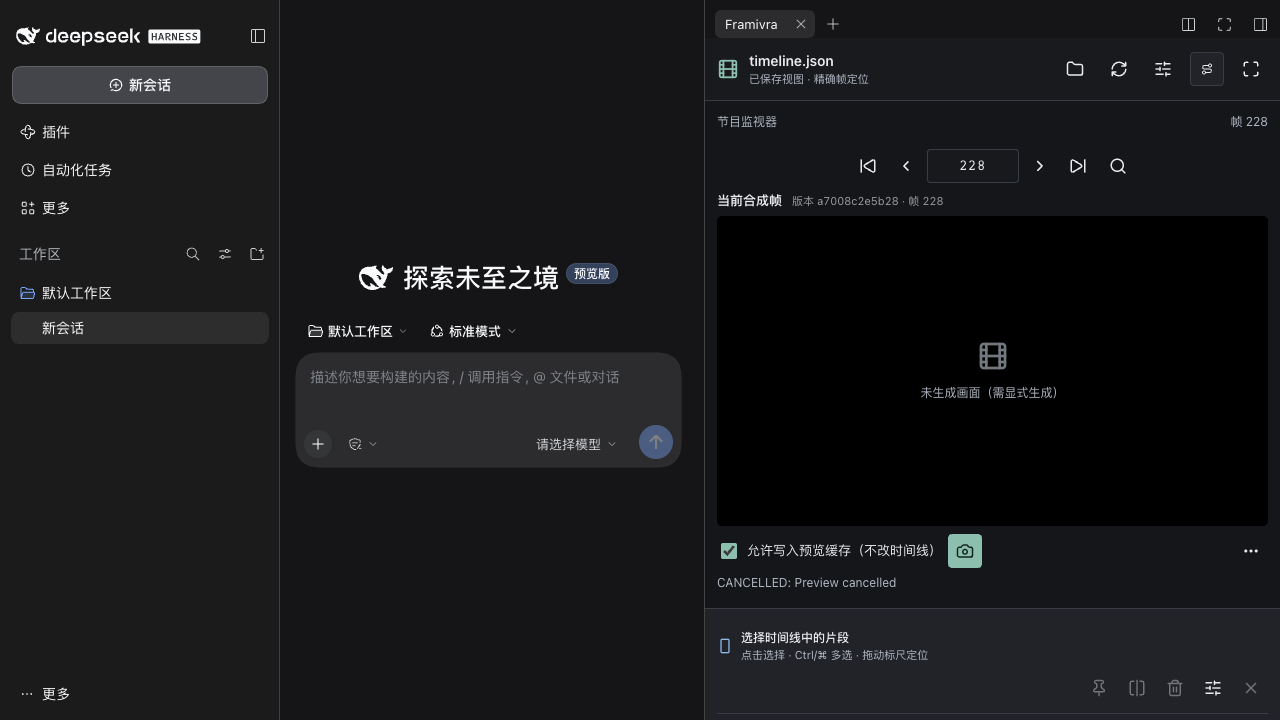 deepseek HARNESS
新会话
插件
自动化任务
更多
工作区
默认工作区
新会话
更多
探索未至之境 预览版
默认工作区 标准模式
描述你想要构建的内容, / 调用指令, @ 文件或对话
请选择模型
Framivra
timeline.json
已保存视图 · 精确帧定位
节目监视器 帧 228
228
当前合成帧 版本 a7008c2e5b28 · 帧 228
未生成画面（需显式生成）
允许写入预览缓存（不改时间线）
CANCELLED: Preview cancelled
选择时间线中的片段
点击选择 · Ctrl/⌘ 多选 · 拖动标尺定位